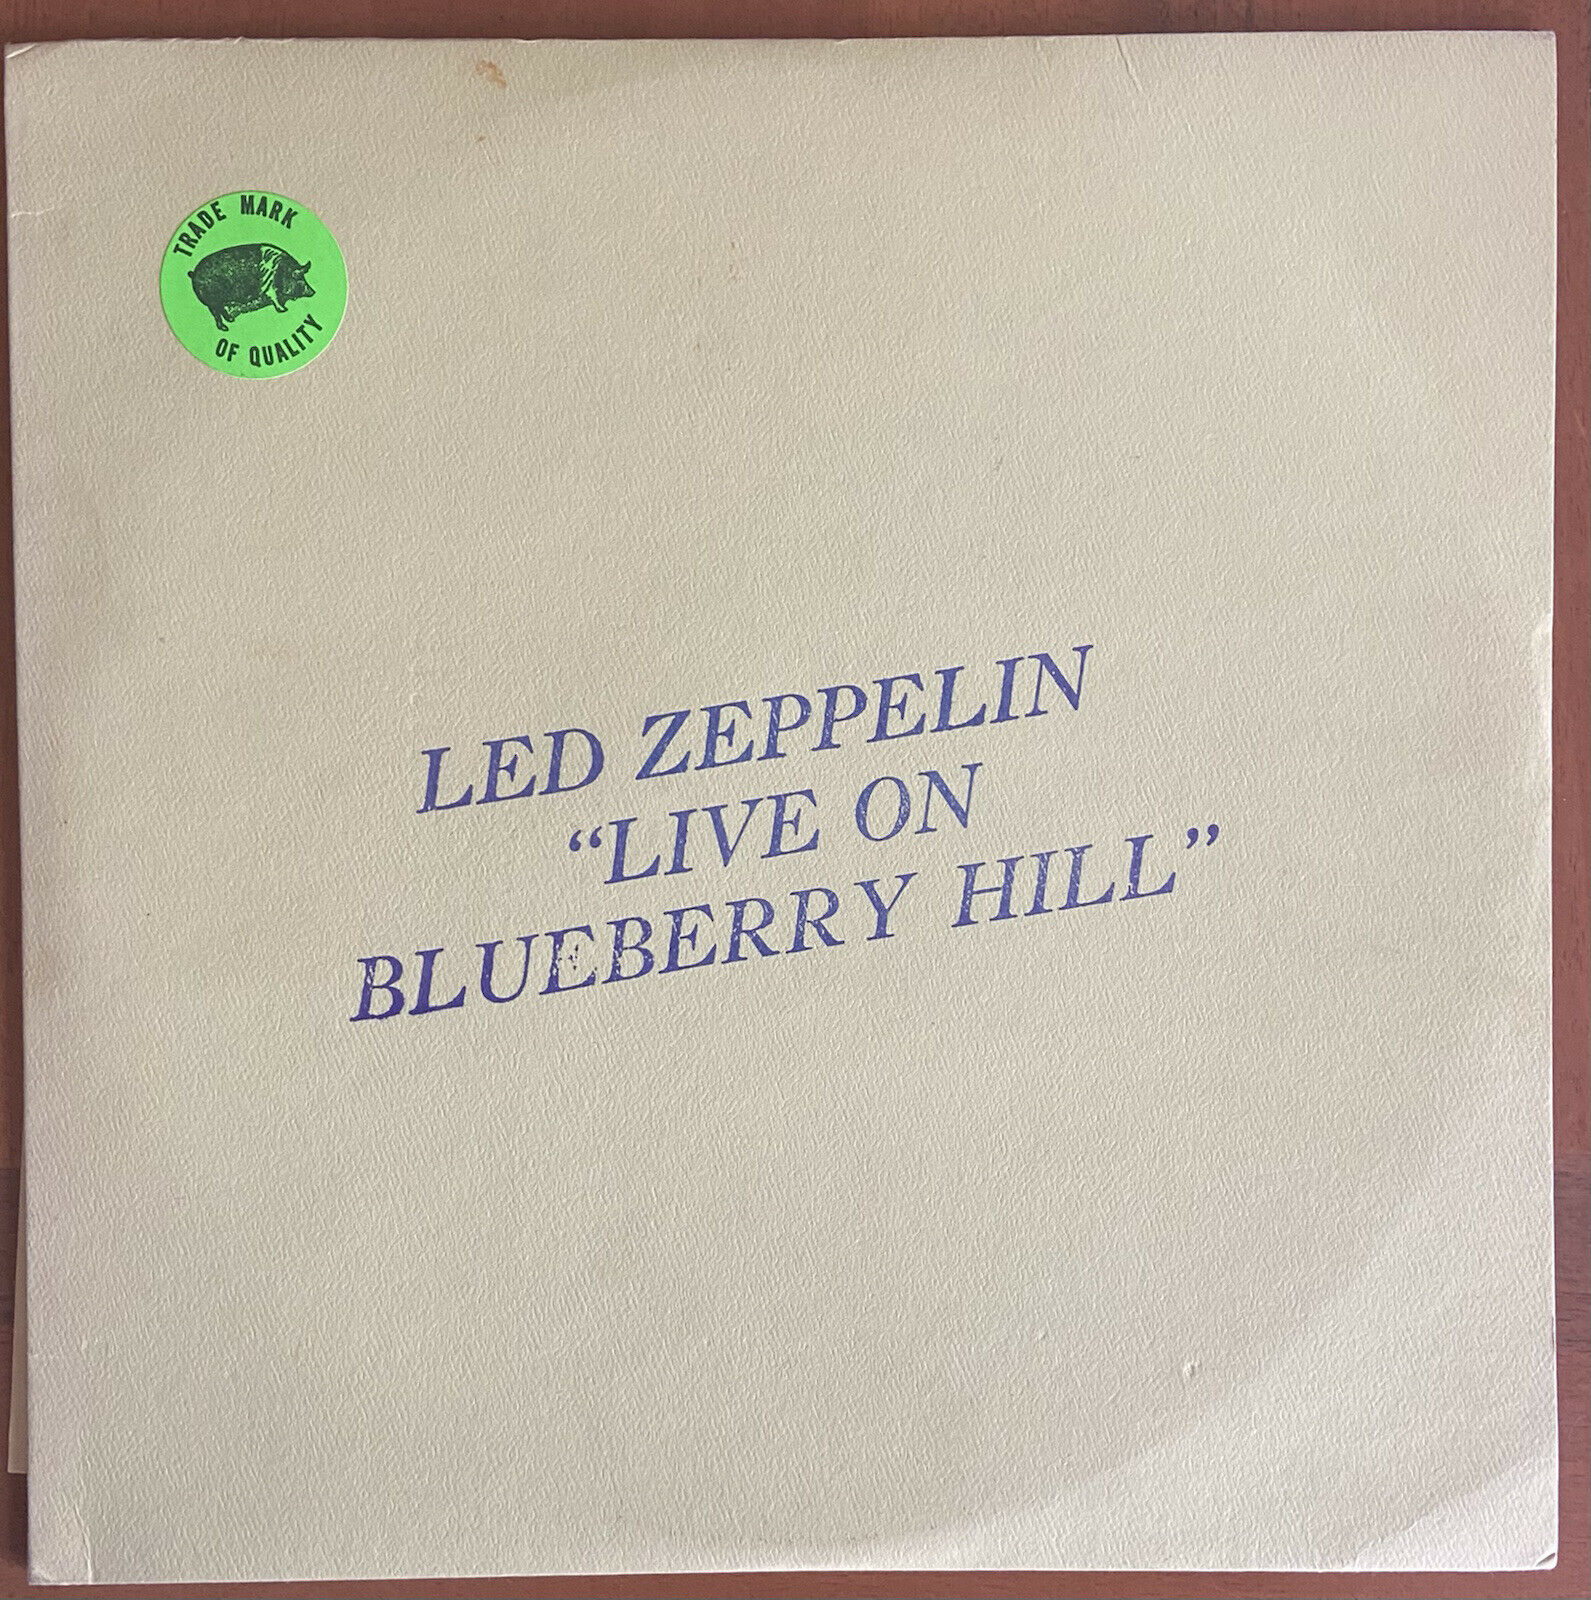 TRADE MARK
OF QUALITY
LED ZEPPELIN
“LIVE ON
BLUEBERRY HILL”